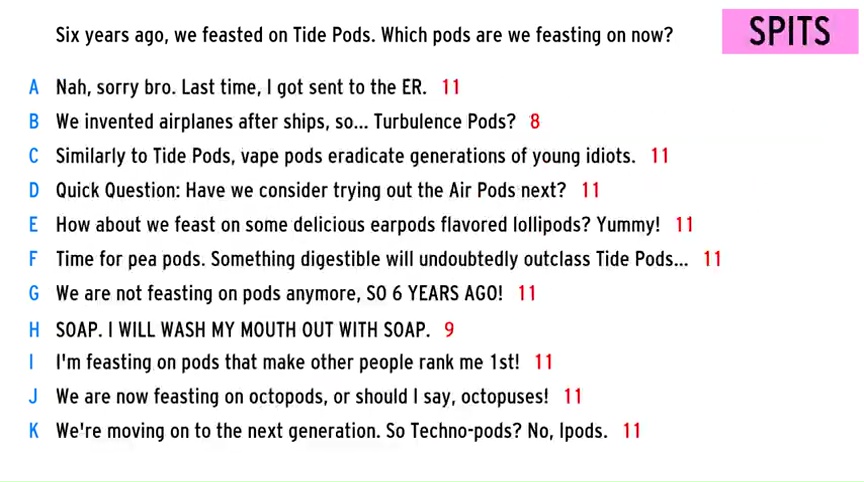 Six years ago, we feasted on Tide Pods. Which pods are we feasting on now?
SPITS
A Nah, sorry bro. Last time, I got sent to the ER. 11
B We invented airplanes after ships, so... Turbulence Pods? 8
C Similarly to Tide Pods, vape pods eradicate generations of young idiots. 11
D Quick Question: Have we consider trying out the Air Pods next? 11
E How about we feast on some delicious earpods flavored lollipods? Yummy! 11
F Time for pea pods. Something digestible will undoubtedly outclass Tide Pods... 11
G We are not feasting on pods anymore, SO 6 YEARS AGO! 11
H SOAP. I WILL WASH MY MOUTH OUT WITH SOAP. 9
I I'm feasting on pods that make other people rank me 1st! 11
J We are now feasting on octopods, or should I say, octopuses! 11
K We're moving on to the next generation. So Techno-pods? No, Ipods. 11